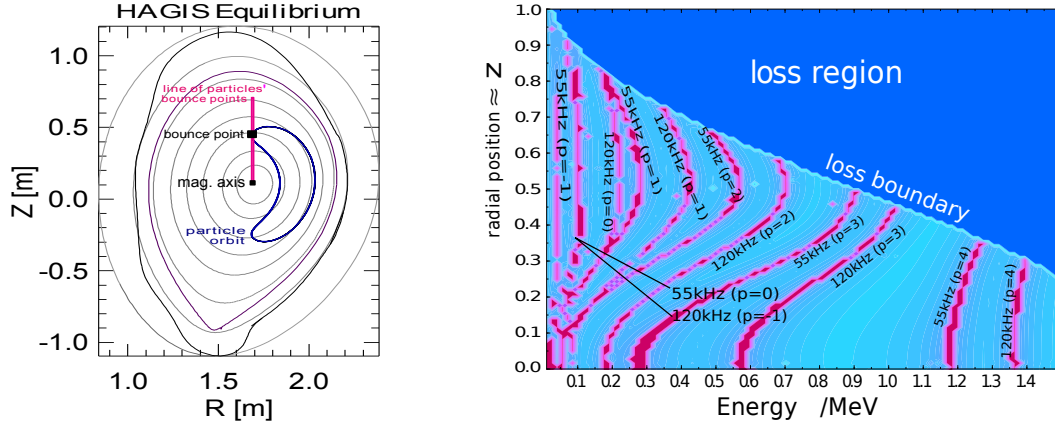 HAGIS Equilibrium
Z [m]
1.0
0.5
0.0
-0.5
-1.0
line of particles'
bounce points
bounce point
mag. axis
particle
orbit
1.0
1.5
2.0
R [m]
radial position ≈ Z
1.0
0.9
0.8
0.7
0.6
0.5
0.4
0.3
0.2
0.1
0.0
loss region
loss boundary
55kHz (p=-1)
120kHz (p=0)
55kHz (p=1)
120kHz (p=1)
55kHz (p=2)
120kHz (p=2)
55kHz (p=3)
120kHz (p=3)
55kHz (p=4)
120kHz (p=4)
55kHz (p=0)
120kHz (p=-1)
0.1 0.2 0.3 0.4 0.5 0.6 0.7 0.8 0.9 1.0 1.1 1.2 1.3 1.4
Energy /MeV